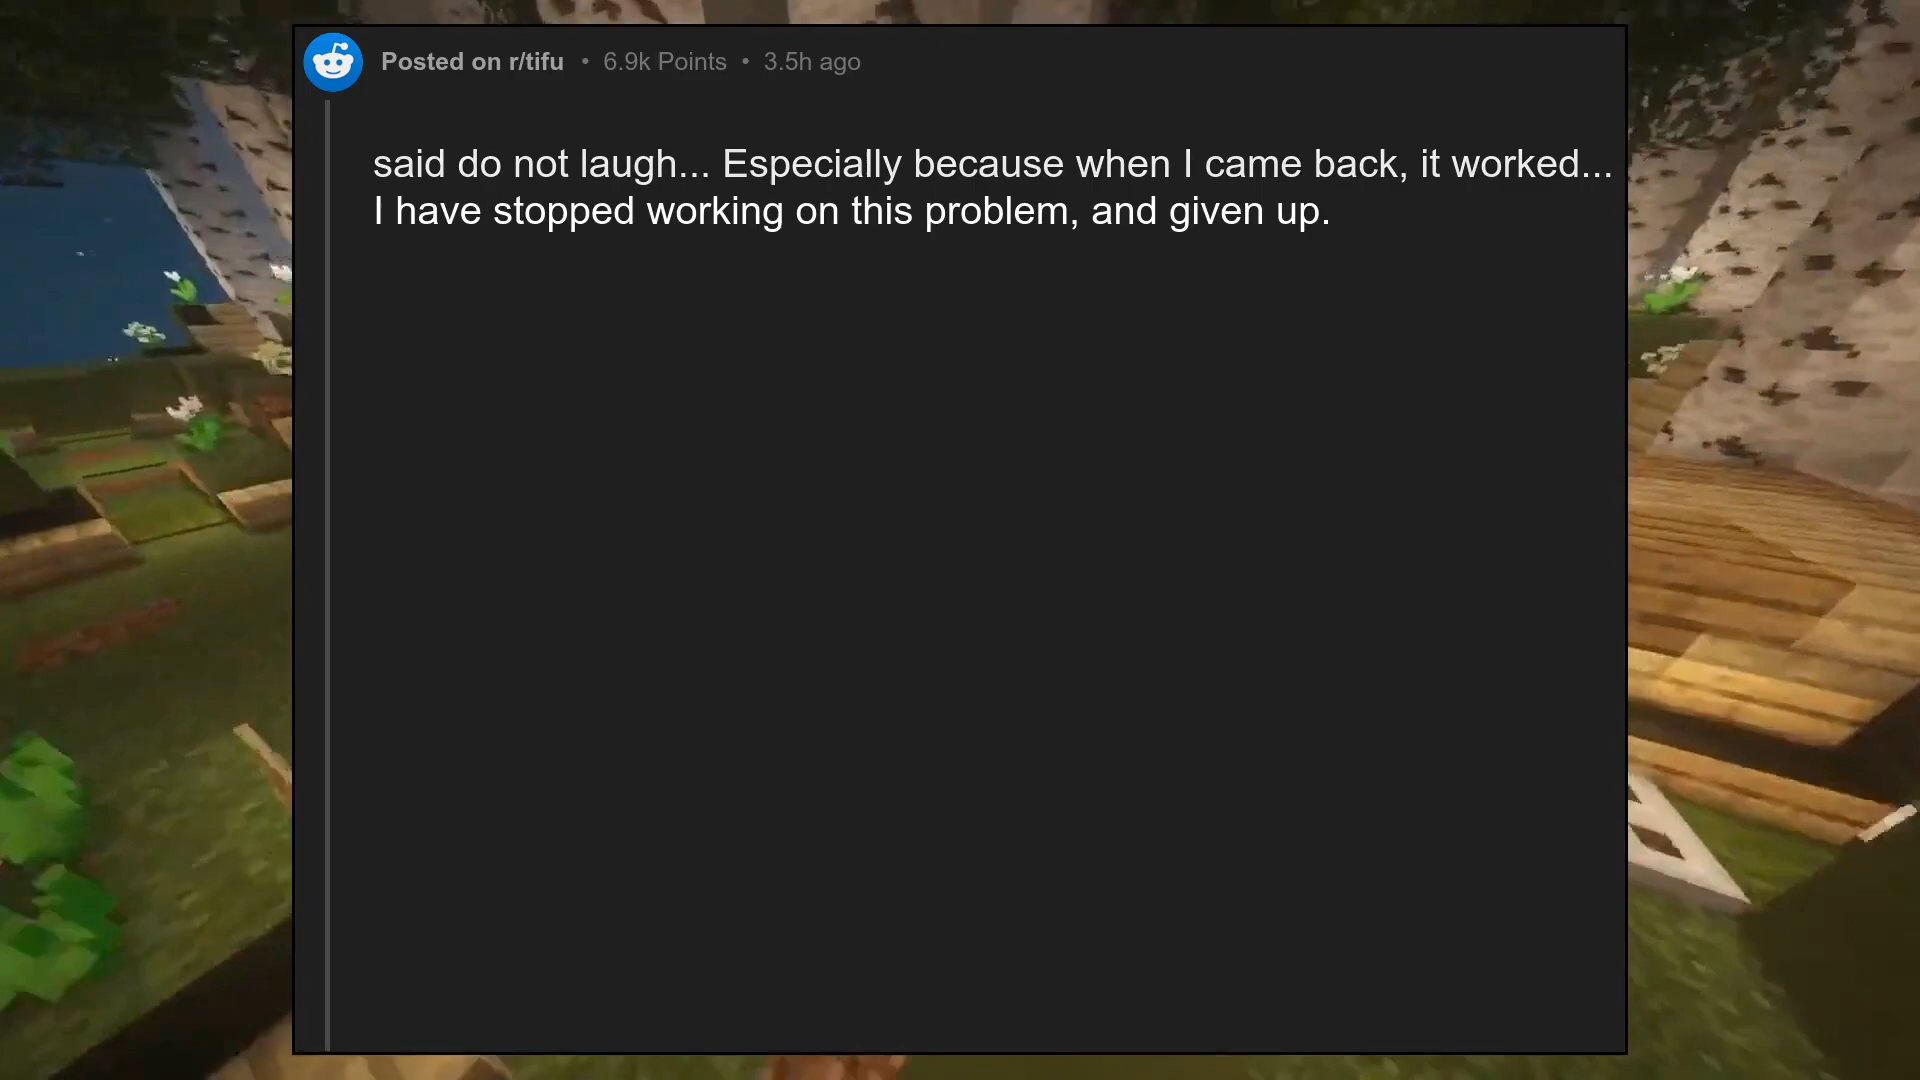 Posted on r/tifu • 6.9k Points • 3.5h ago
said do not laugh... Especially because when I came back, it worked...
I have stopped working on this problem, and given up.